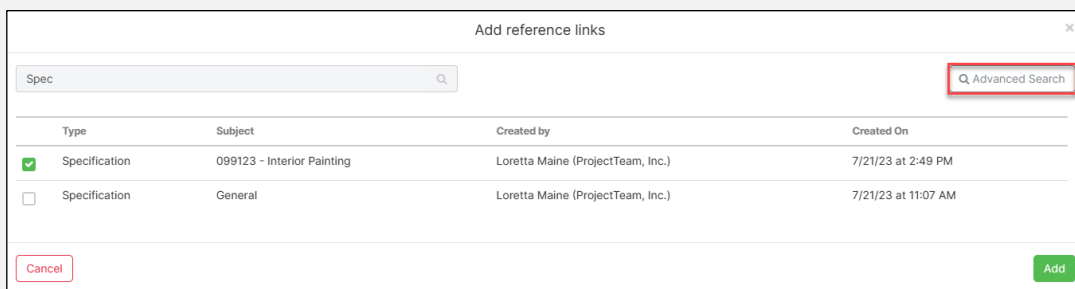 Add reference links ×
Spec Advanced Search
Type Subject Created by Created On
Specification 099123 - Interior Painting Loretta Maine (ProjectTeam, Inc.) 7/21/23 at 2:49 PM
Specification General Loretta Maine (ProjectTeam, Inc.) 7/21/23 at 11:07 AM
Cancel Add